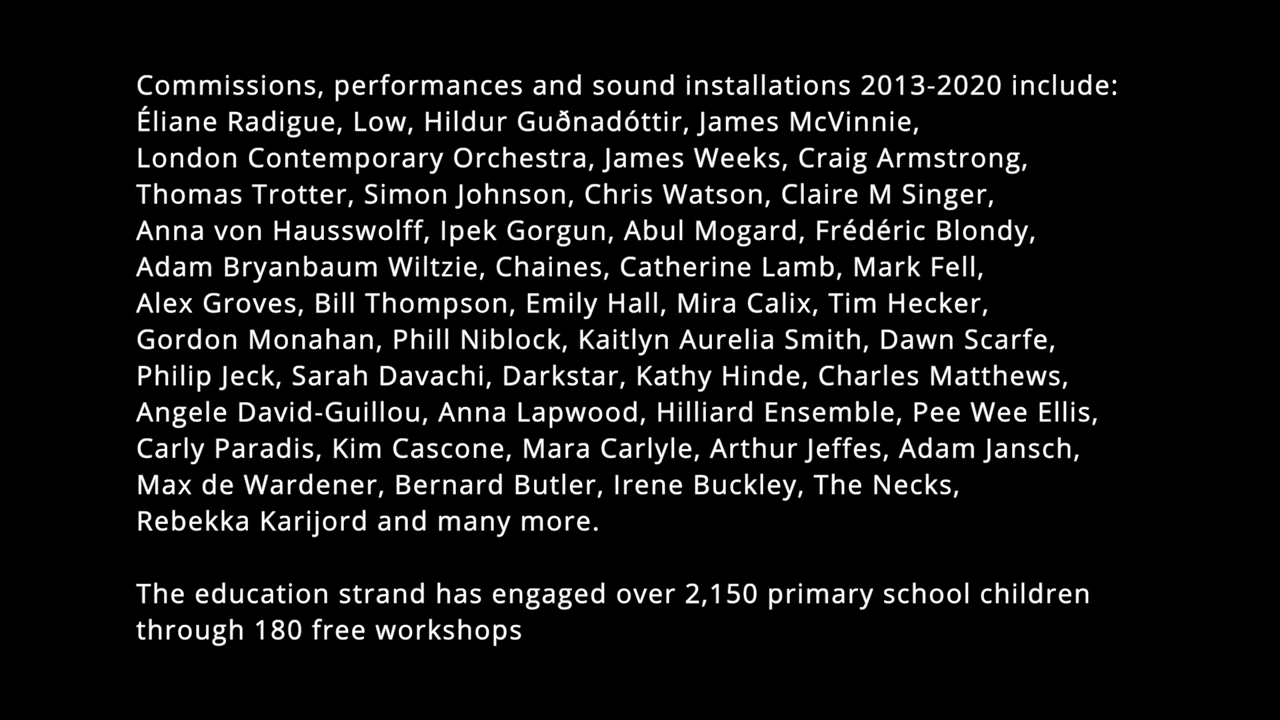 Commissions, performances and sound installations 2013-2020 include:
Éliane Radigue, Low, Hildur Guðnadóttir, James McVinnie,
London Contemporary Orchestra, James Weeks, Craig Armstrong,
Thomas Trotter, Simon Johnson, Chris Watson, Claire M Singer,
Anna von Hausswolff, Ipek Gorgun, Abul Mogard, Frédéric Blondy,
Adam Bryanbaum Wiltzie, Chaines, Catherine Lamb, Mark Fell,
Alex Groves, Bill Thompson, Emily Hall, Mira Calix, Tim Hecker,
Gordon Monahan, Phill Niblock, Kaitlyn Aurelia Smith, Dawn Scarfe,
Philip Jeck, Sarah Davachi, Darkstar, Kathy Hinde, Charles Matthews,
Angele David-Guillou, Anna Lapwood, Hilliard Ensemble, Pee Wee Ellis,
Carly Paradis, Kim Cascone, Mara Carlyle, Arthur Jeffes, Adam Jansch,
Max de Wardener, Bernard Butler, Irene Buckley, The Necks,
Rebekka Karijord and many more.
The education strand has engaged over 2,150 primary school children
through 180 free workshops